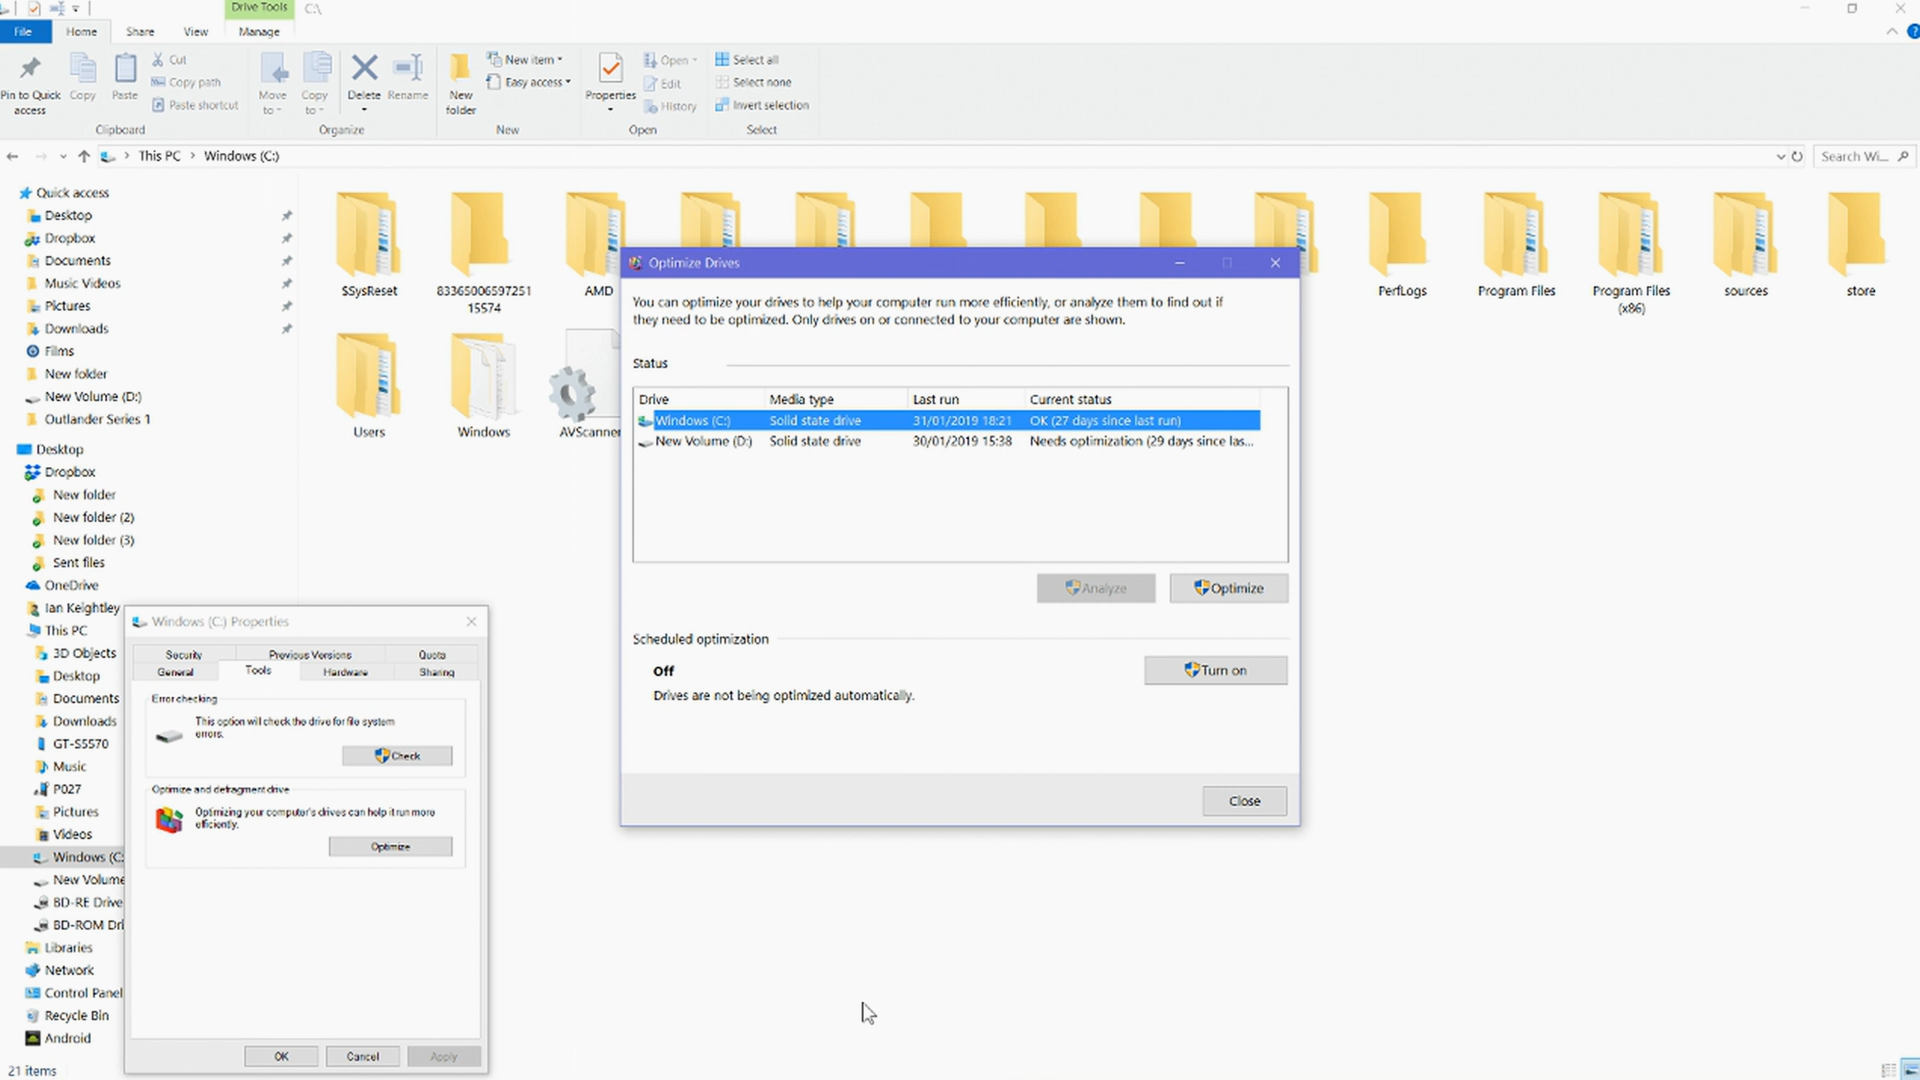 Drive Tools
C:\
File
Home
Share
View
Manage
Pin to Quick
access
Copy
Paste
Cut
Copy path
Paste shortcut
Clipboard
Move
to
Copy
to
Delete
Rename
Organize
New
folder
New item
Easy access
New
Properties
Open
Edit
History
Open
Select all
Select none
Invert selection
Select
This PC
Windows (C:)
Search Wi...
Quick access
Desktop
Dropbox
Documents
Music Videos
Pictures
Downloads
Films
New folder
New Volume (D:)
Outlander Series 1
Desktop
Dropbox
New folder
New folder (2)
New folder (3)
Sent files
OneDrive
Ian Keightley
This PC
3D Objects
Desktop
Documents
Downloads
GT-S5570
Music
P027
Pictures
Videos
Windows (C:
New Volume
BD-RE Drive
BD-ROM Dri
Libraries
Network
Control Panel
Recycle Bin
Android
21 items
$SysReset
83365006597251
15574
AMD
PerfLogs
Program Files
Program Files
(x86)
sources
store
Users
Windows
AVScanner
Optimize Drives
You can optimize your drives to help your computer run more efficiently, or analyze them to find out if
they need to be optimized. Only drives on or connected to your computer are shown.
Status
Drive Media type Last run Current status
Windows (C:) Solid state drive 31/01/2019 18:21 OK (27 days since last run)
New Volume (D:) Solid state drive 30/01/2019 15:38 Needs optimization (29 days since las...
Analyze
Optimize
Scheduled optimization
Off
Turn on
Drives are not being optimized automatically.
Close
Windows (C:) Properties
Security
Previous Versions
Quota
General
Tools
Hardware
Sharing
Error checking
This option will check the drive for file system
errors.
Check
Optimize and defragment drive
Optimizing your computer's drives can help it run more
efficiently.
Optimize
OK
Cancel
Apply